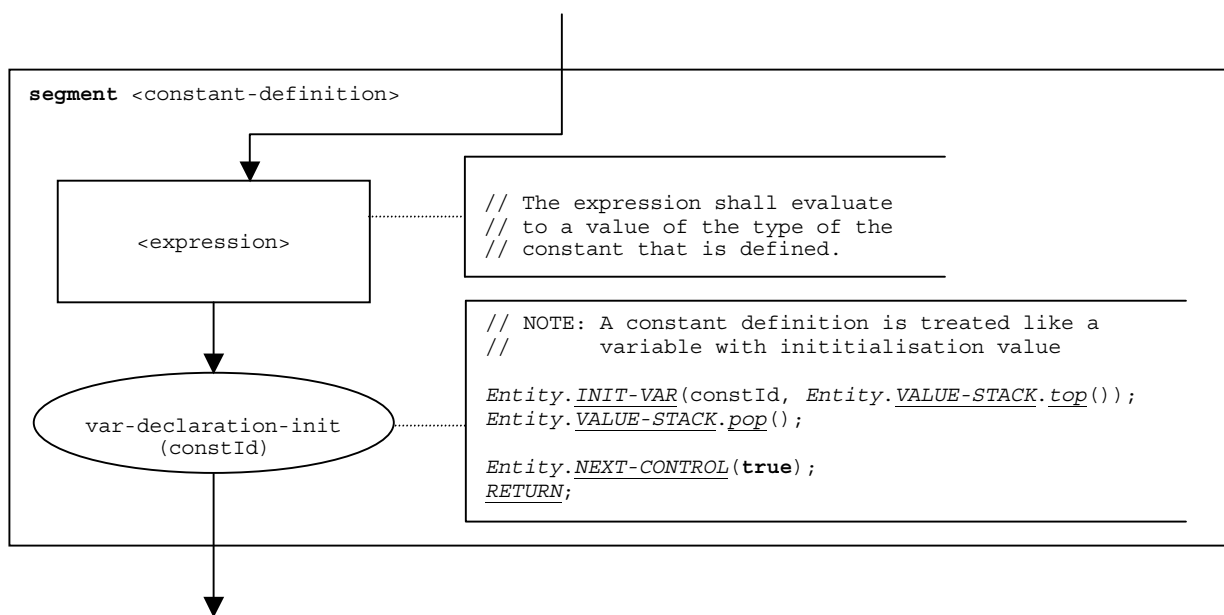 segment <constant-definition>
<expression>
// The expression shall evaluate
// to a value of the type of the
// constant that is defined.
var-declaration-init
(constId)
// NOTE: A constant definition is treated like a
//       variable with inititialisation value
Entity.INIT-VAR(constId, Entity.VALUE-STACK.top());
Entity.VALUE-STACK.pop();
Entity.NEXT-CONTROL(true);
RETURN;